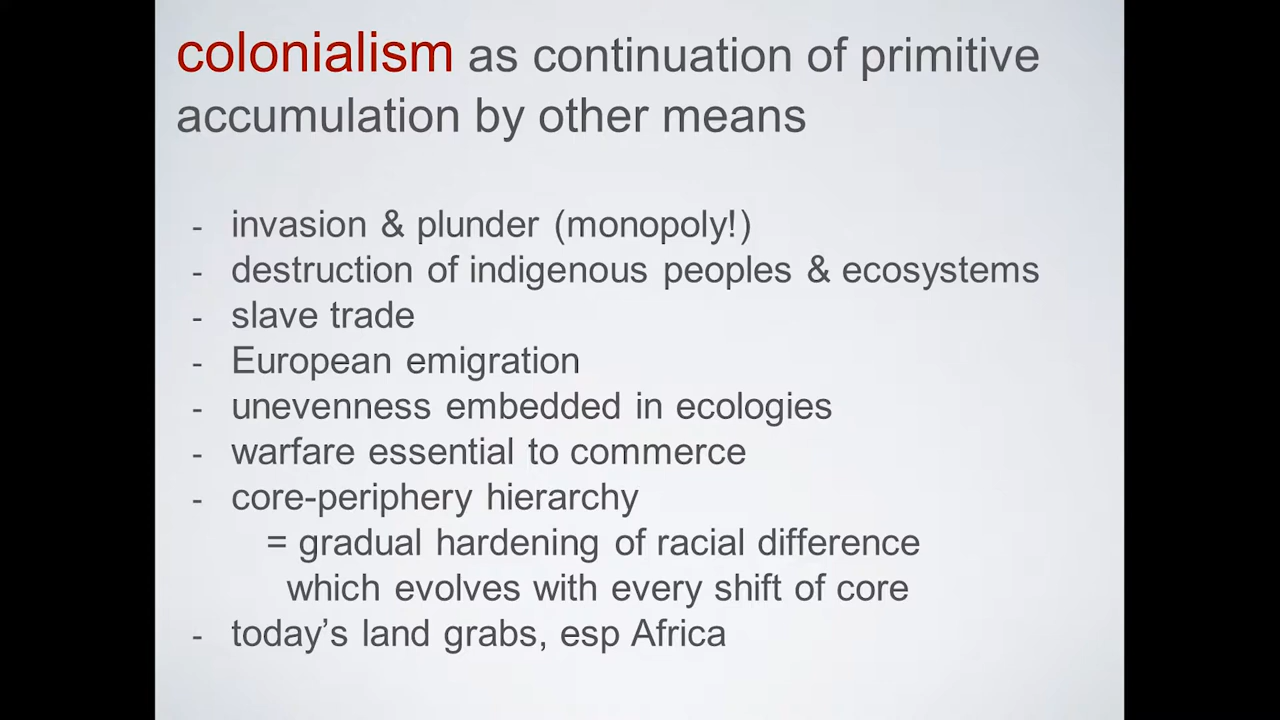 colonialism as continuation of primitive
accumulation by other means
- invasion & plunder (monopoly!)
- destruction of indigenous peoples & ecosystems
- slave trade
- European emigration
- unevenness embedded in ecologies
- warfare essential to commerce
- core-periphery hierarchy
= gradual hardening of racial difference
which evolves with every shift of core
- today’s land grabs, esp Africa